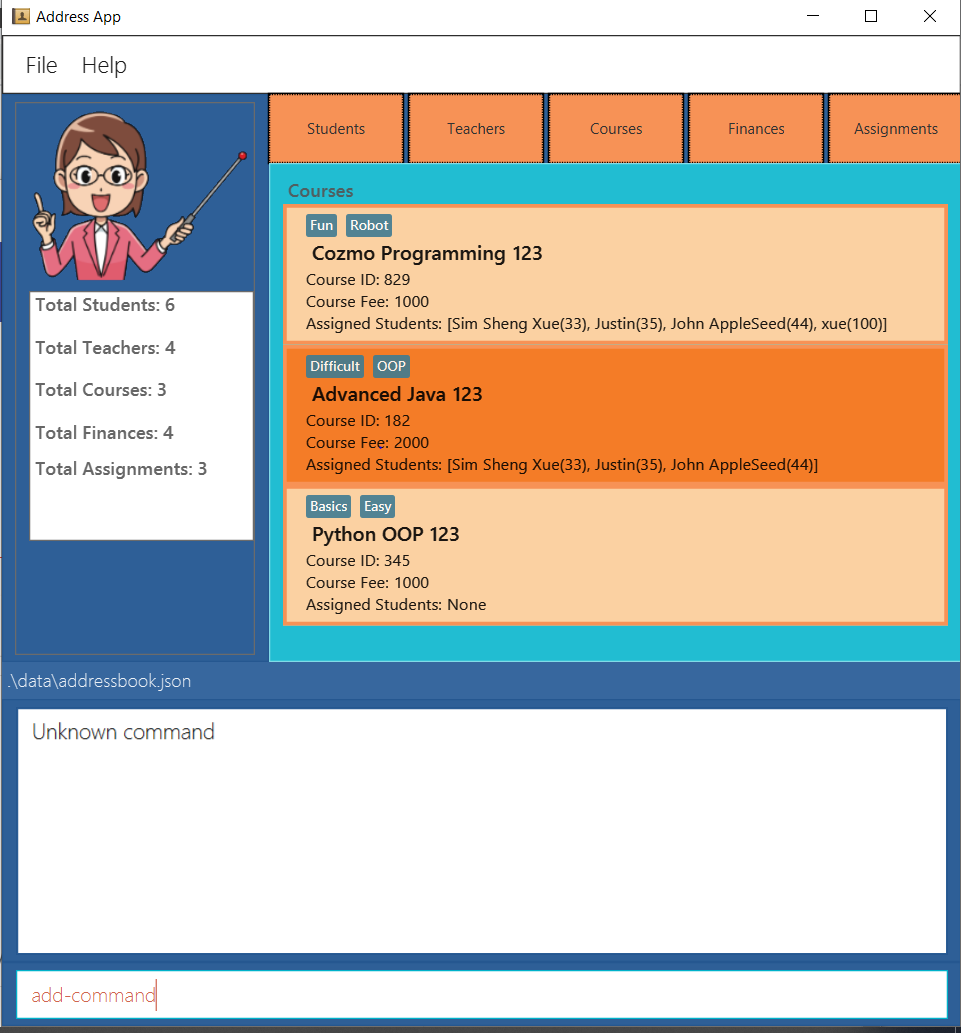 Address App
File Help
Students Teachers Courses Finances Assignments
Total Students: 6
Total Teachers: 4
Total Courses: 3
Total Finances: 4
Total Assignments: 3
Courses
Fun Robot
Cozmo Programming 123
Course ID: 829
Course Fee: 1000
Assigned Students: [Sim Sheng Xue(33), Justin(35), John AppleSeed(44), xue(100)]
Difficult OOP
Advanced Java 123
Course ID: 182
Course Fee: 2000
Assigned Students: [Sim Sheng Xue(33), Justin(35), John AppleSeed(44)]
Basics Easy
Python OOP 123
Course ID: 345
Course Fee: 1000
Assigned Students: None
.\data\addressbook.json
Unknown command
add-command